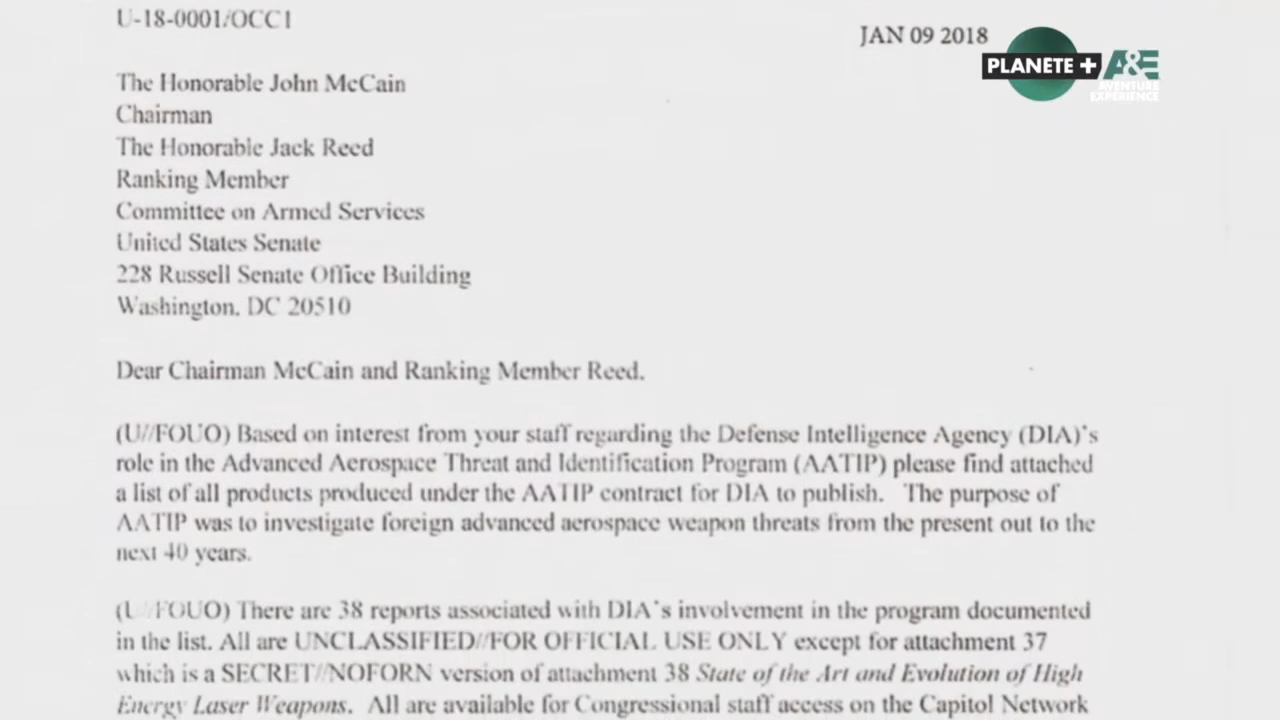 U-18-0001/OCC1
JAN 09 2018
PLANETE +
A&E
AVENTURE
EXPERIENCE
The Honorable John McCain
Chairman
The Honorable Jack Reed
Ranking Member
Committee on Armed Services
United States Senate
228 Russell Senate Office Building
Washington, DC 20510
Dear Chairman McCain and Ranking Member Reed.
(U//FOUO) Based on interest from your staff regarding the Defense Intelligence Agency (DIA)'s
role in the Advanced Aerospace Threat and Identification Program (AATIP) please find attached
a list of all products produced under the AATIP contract for DIA to publish. The purpose of
AATIP was to investigate foreign advanced aerospace weapon threats from the present out to the
next 40 years.
(U//FOUO) There are 38 reports associated with DIA's involvement in the program documented
in the list. All are UNCLASSIFIED//FOR OFFICIAL USE ONLY except for attachment 37
which is a SECRET//NOFORN version of attachment 38 State of the Art and Evolution of High
Energy Laser Weapons. All are available for Congressional staff access on the Capitol Network